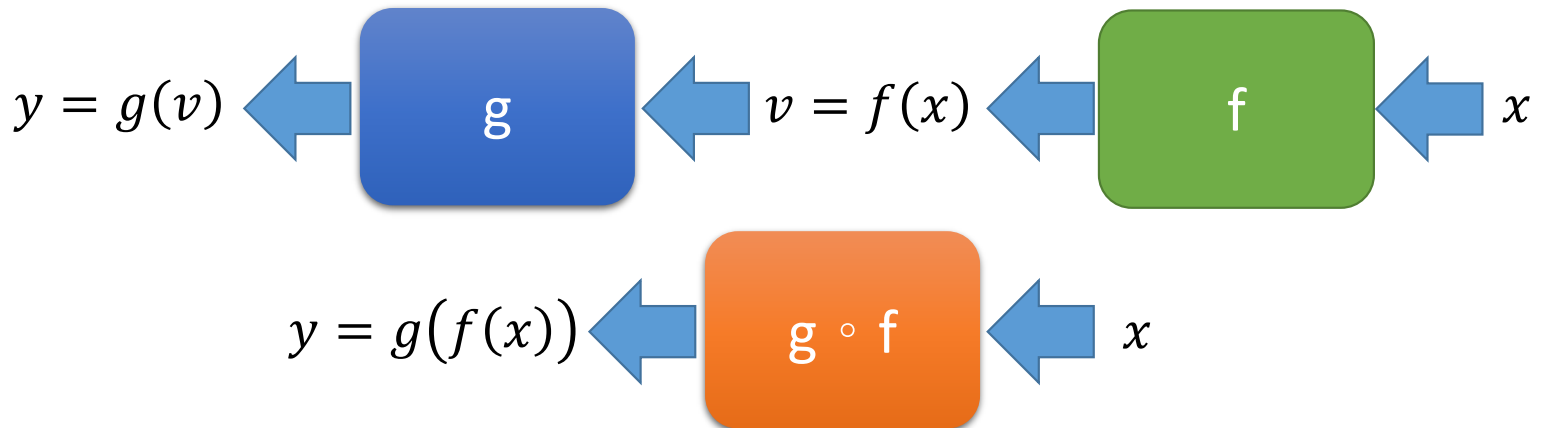 y = g(v) g v = f(x) f x
y = g(f(x)) g ∘ f x